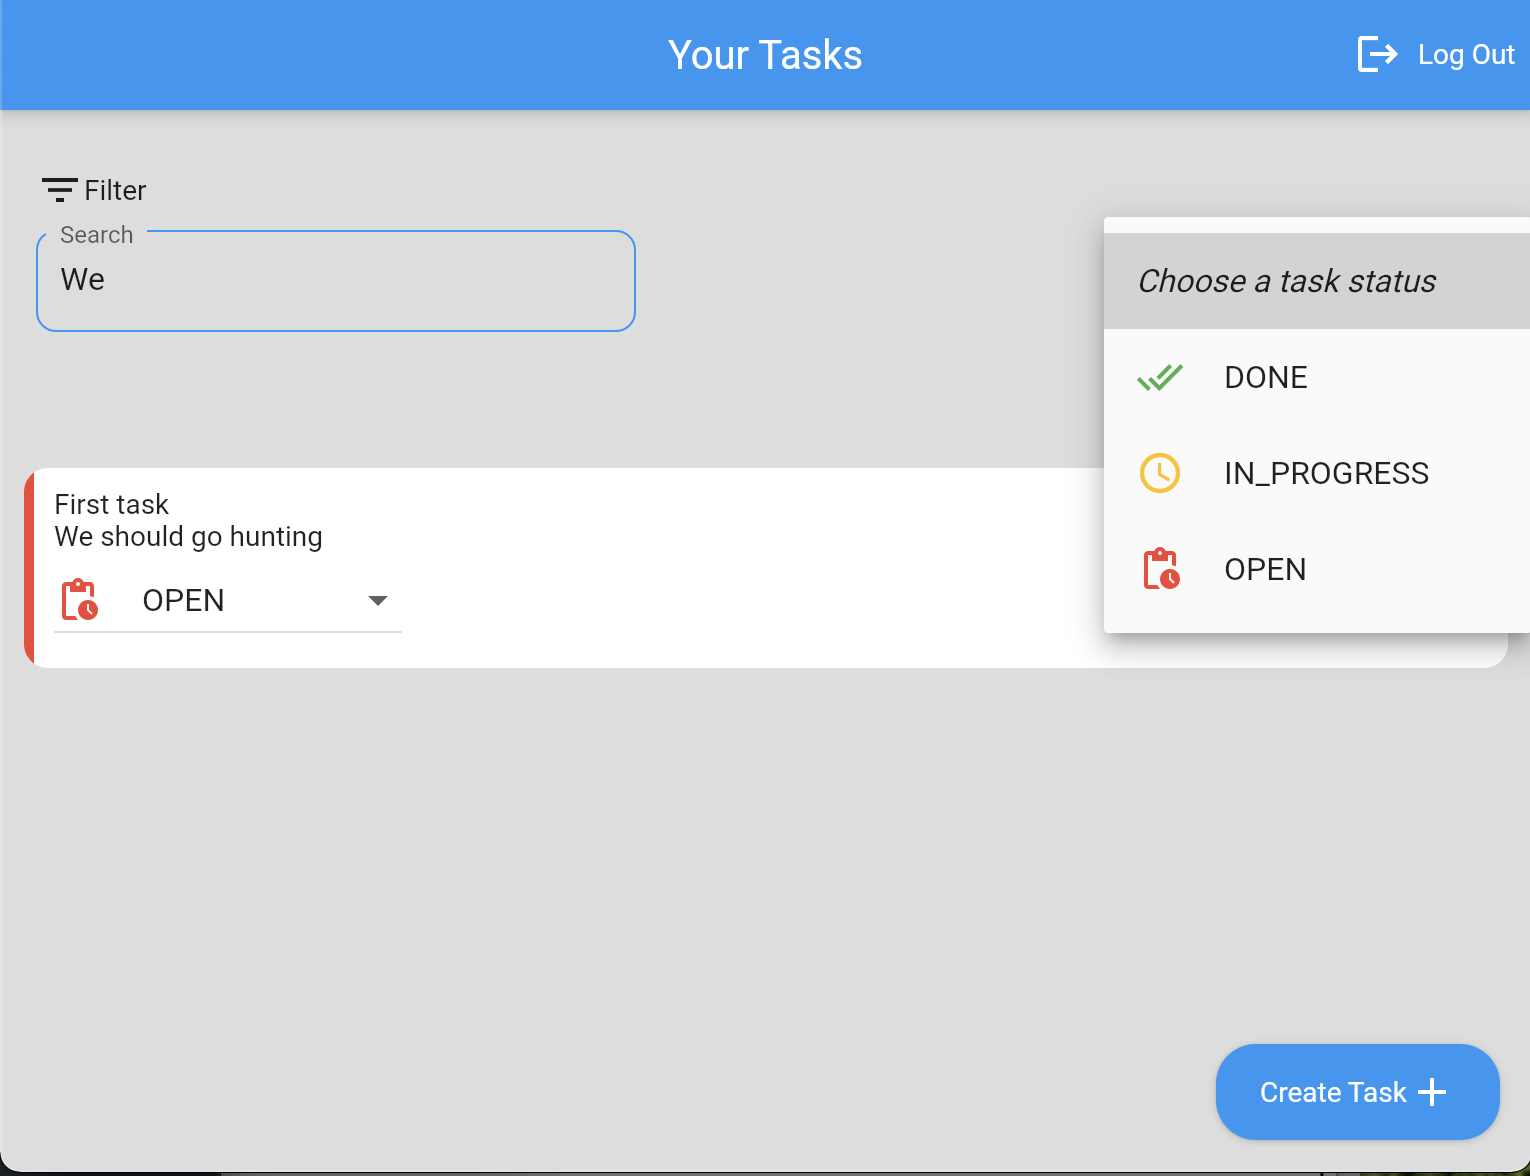 Your Tasks
Log Out
Filter
Search
We
Choose a task status
DONE
IN_PROGRESS
OPEN
First task
We should go hunting
OPEN
Create Task